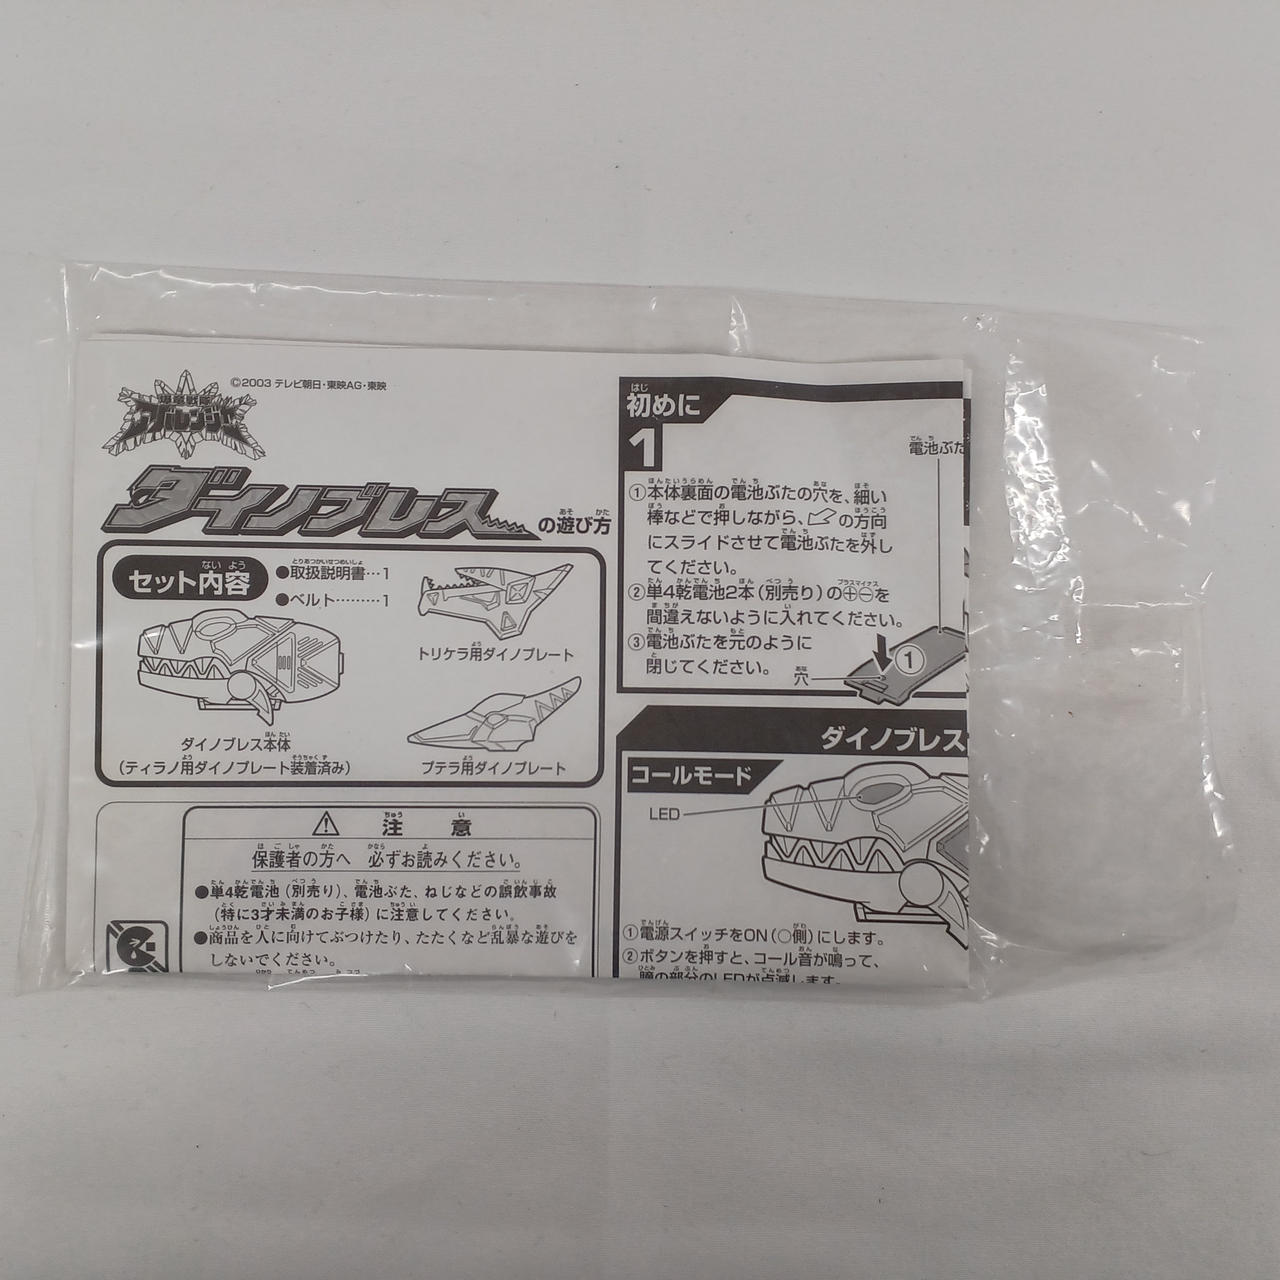 ©2003 テレビ朝日・東映AG・東映
爆竜戦隊
アバレンジャー
ダイノブレスの遊び方
セット内容
●取扱説明書…1
●ベルト………1
トリケラ用ダイノプレート
ダイノブレス本体
(ティラノ用ダイノプレート装着済み)
プテラ用ダイノプレート
注意
保護者の方へ 必ずお読みください。
●単4乾電池(別売り)、電池ぶた、ねじなどの誤飲事故
(特に3才未満のお子様)に注意してください。
●商品を人に向けてぶつけたり、たたくなど乱暴な遊びを
しないでください。
初めに
1
電池ぶた
①本体裏面の電池ぶたの穴を、細い
棒などで押しながら、の方向
にスライドさせて電池ぶたを外し
てください。
②単4乾電池2本(別売り)の⊕⊖を
間違えないように入れてください。
③電池ぶたを元のように
閉じてください。
穴
①
ダイノブレス
コールモード
LED
①電源スイッチをON(○側)にします。
②ボタンを押すと、コール音が鳴って、
瞳の部分のLEDが点滅します。